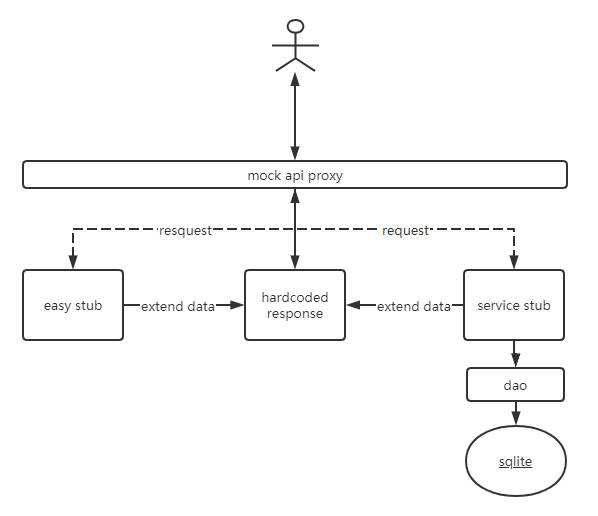 mock api proxy
resquest
request
easy stub
extend data
hardcoded
response
extend data
service stub
dao
sqlite